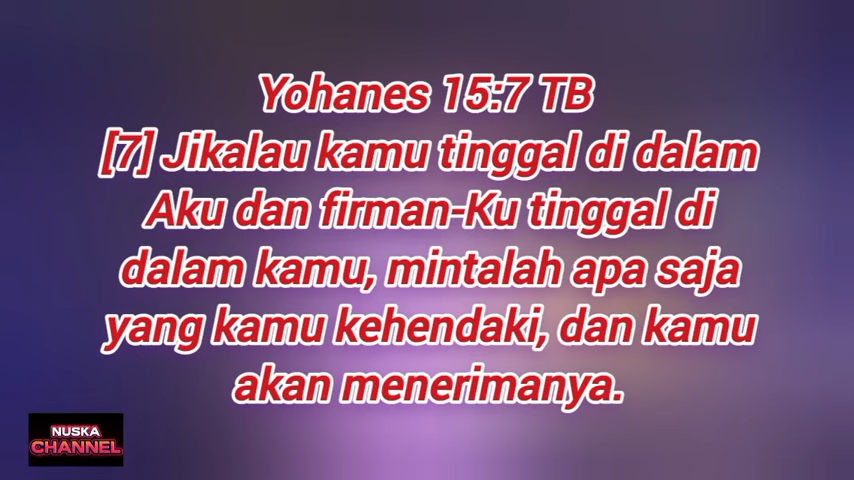 Yohanes 15:7 TB
[7] Jikalau kamu tinggal di dalam
Aku dan firman-Ku tinggal di
dalam kamu, mintalah apa saja
yang kamu kehendaki, dan kamu
akan menerimanya.
NUSKA
CHANNEL